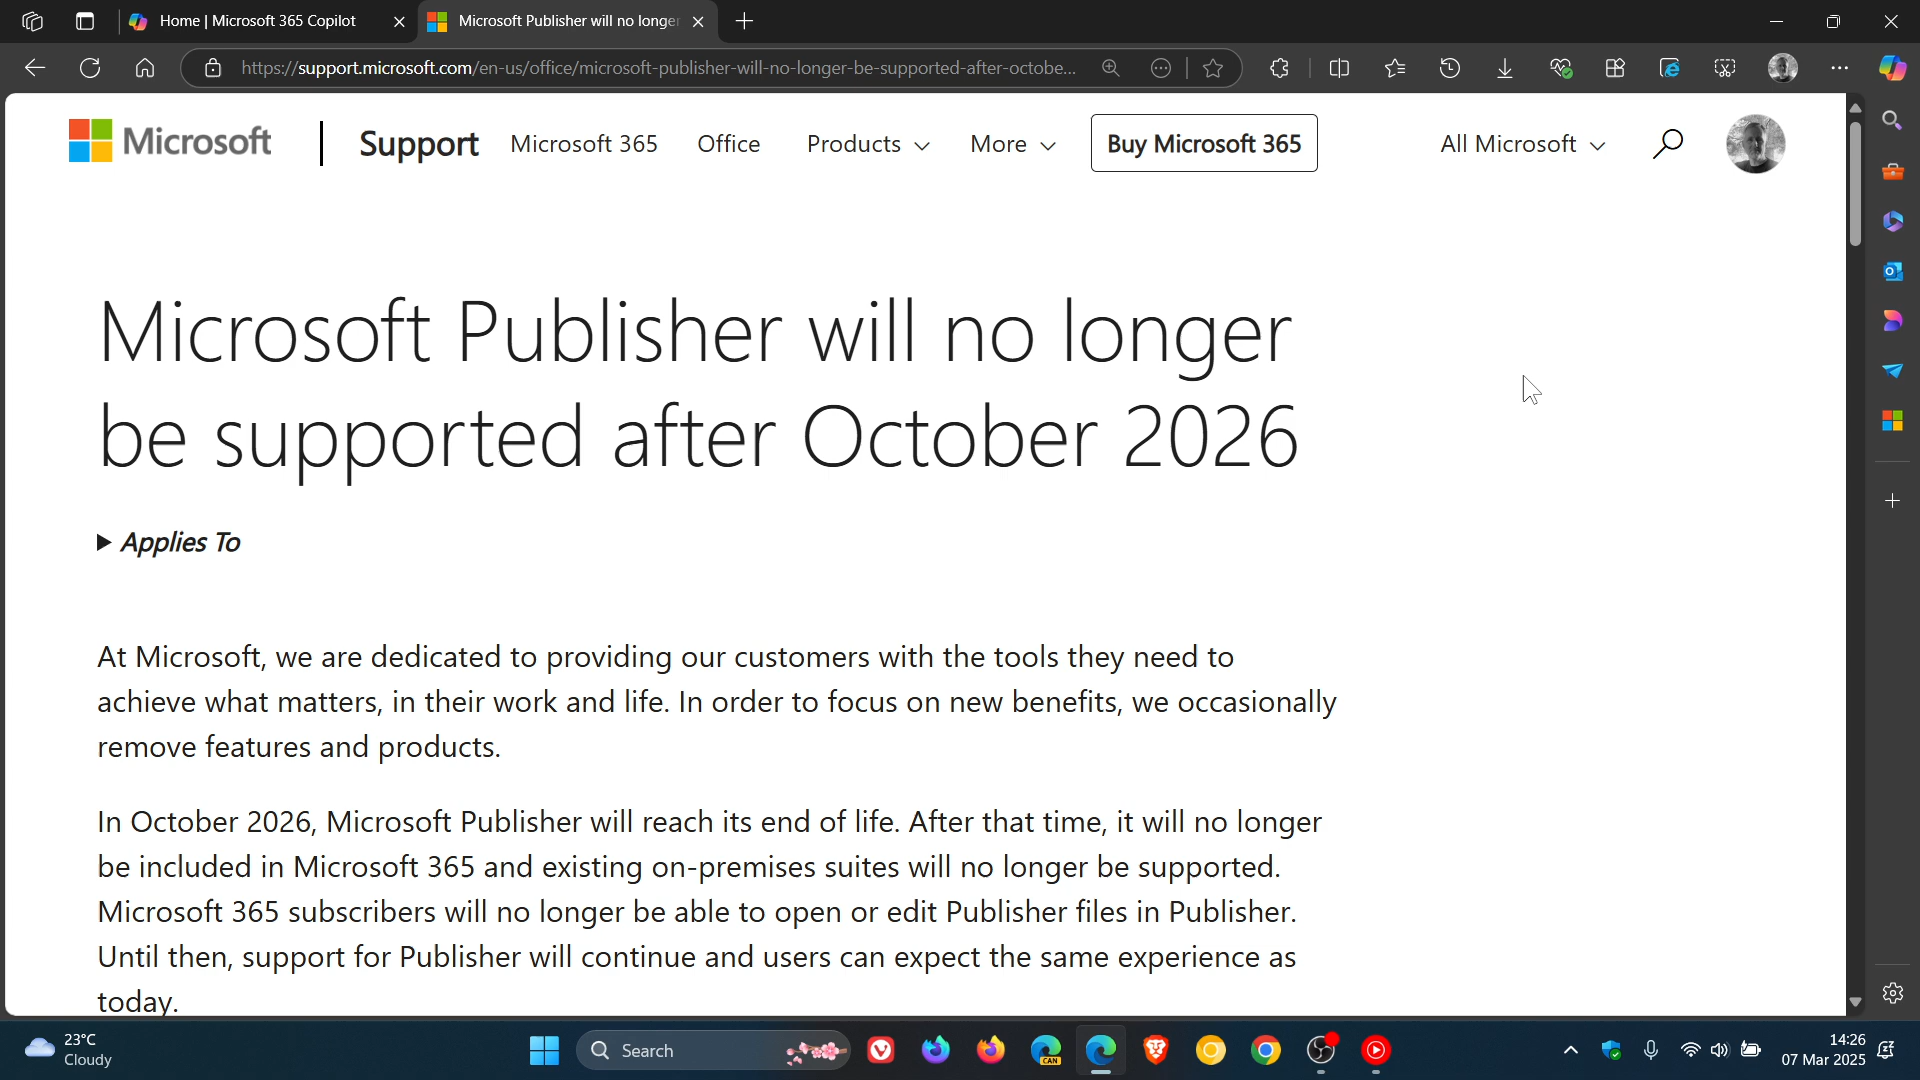 Home | Microsoft 365 Copilot
Microsoft Publisher will no longer
https://support.microsoft.com/en-us/office/microsoft-publisher-will-no-longer-be-supported-after-octobe...
Microsoft
Support
Microsoft 365
Office
Products
More
Buy Microsoft 365
All Microsoft
Microsoft Publisher will no longer
be supported after October 2026
Applies To
At Microsoft, we are dedicated to providing our customers with the tools they need to
achieve what matters, in their work and life. In order to focus on new benefits, we occasionally
remove features and products.
In October 2026, Microsoft Publisher will reach its end of life. After that time, it will no longer
be included in Microsoft 365 and existing on-premises suites will no longer be supported.
Microsoft 365 subscribers will no longer be able to open or edit Publisher files in Publisher.
Until then, support for Publisher will continue and users can expect the same experience as
today.
23°C
Cloudy
Search
CAN
14:26
07 Mar 2025